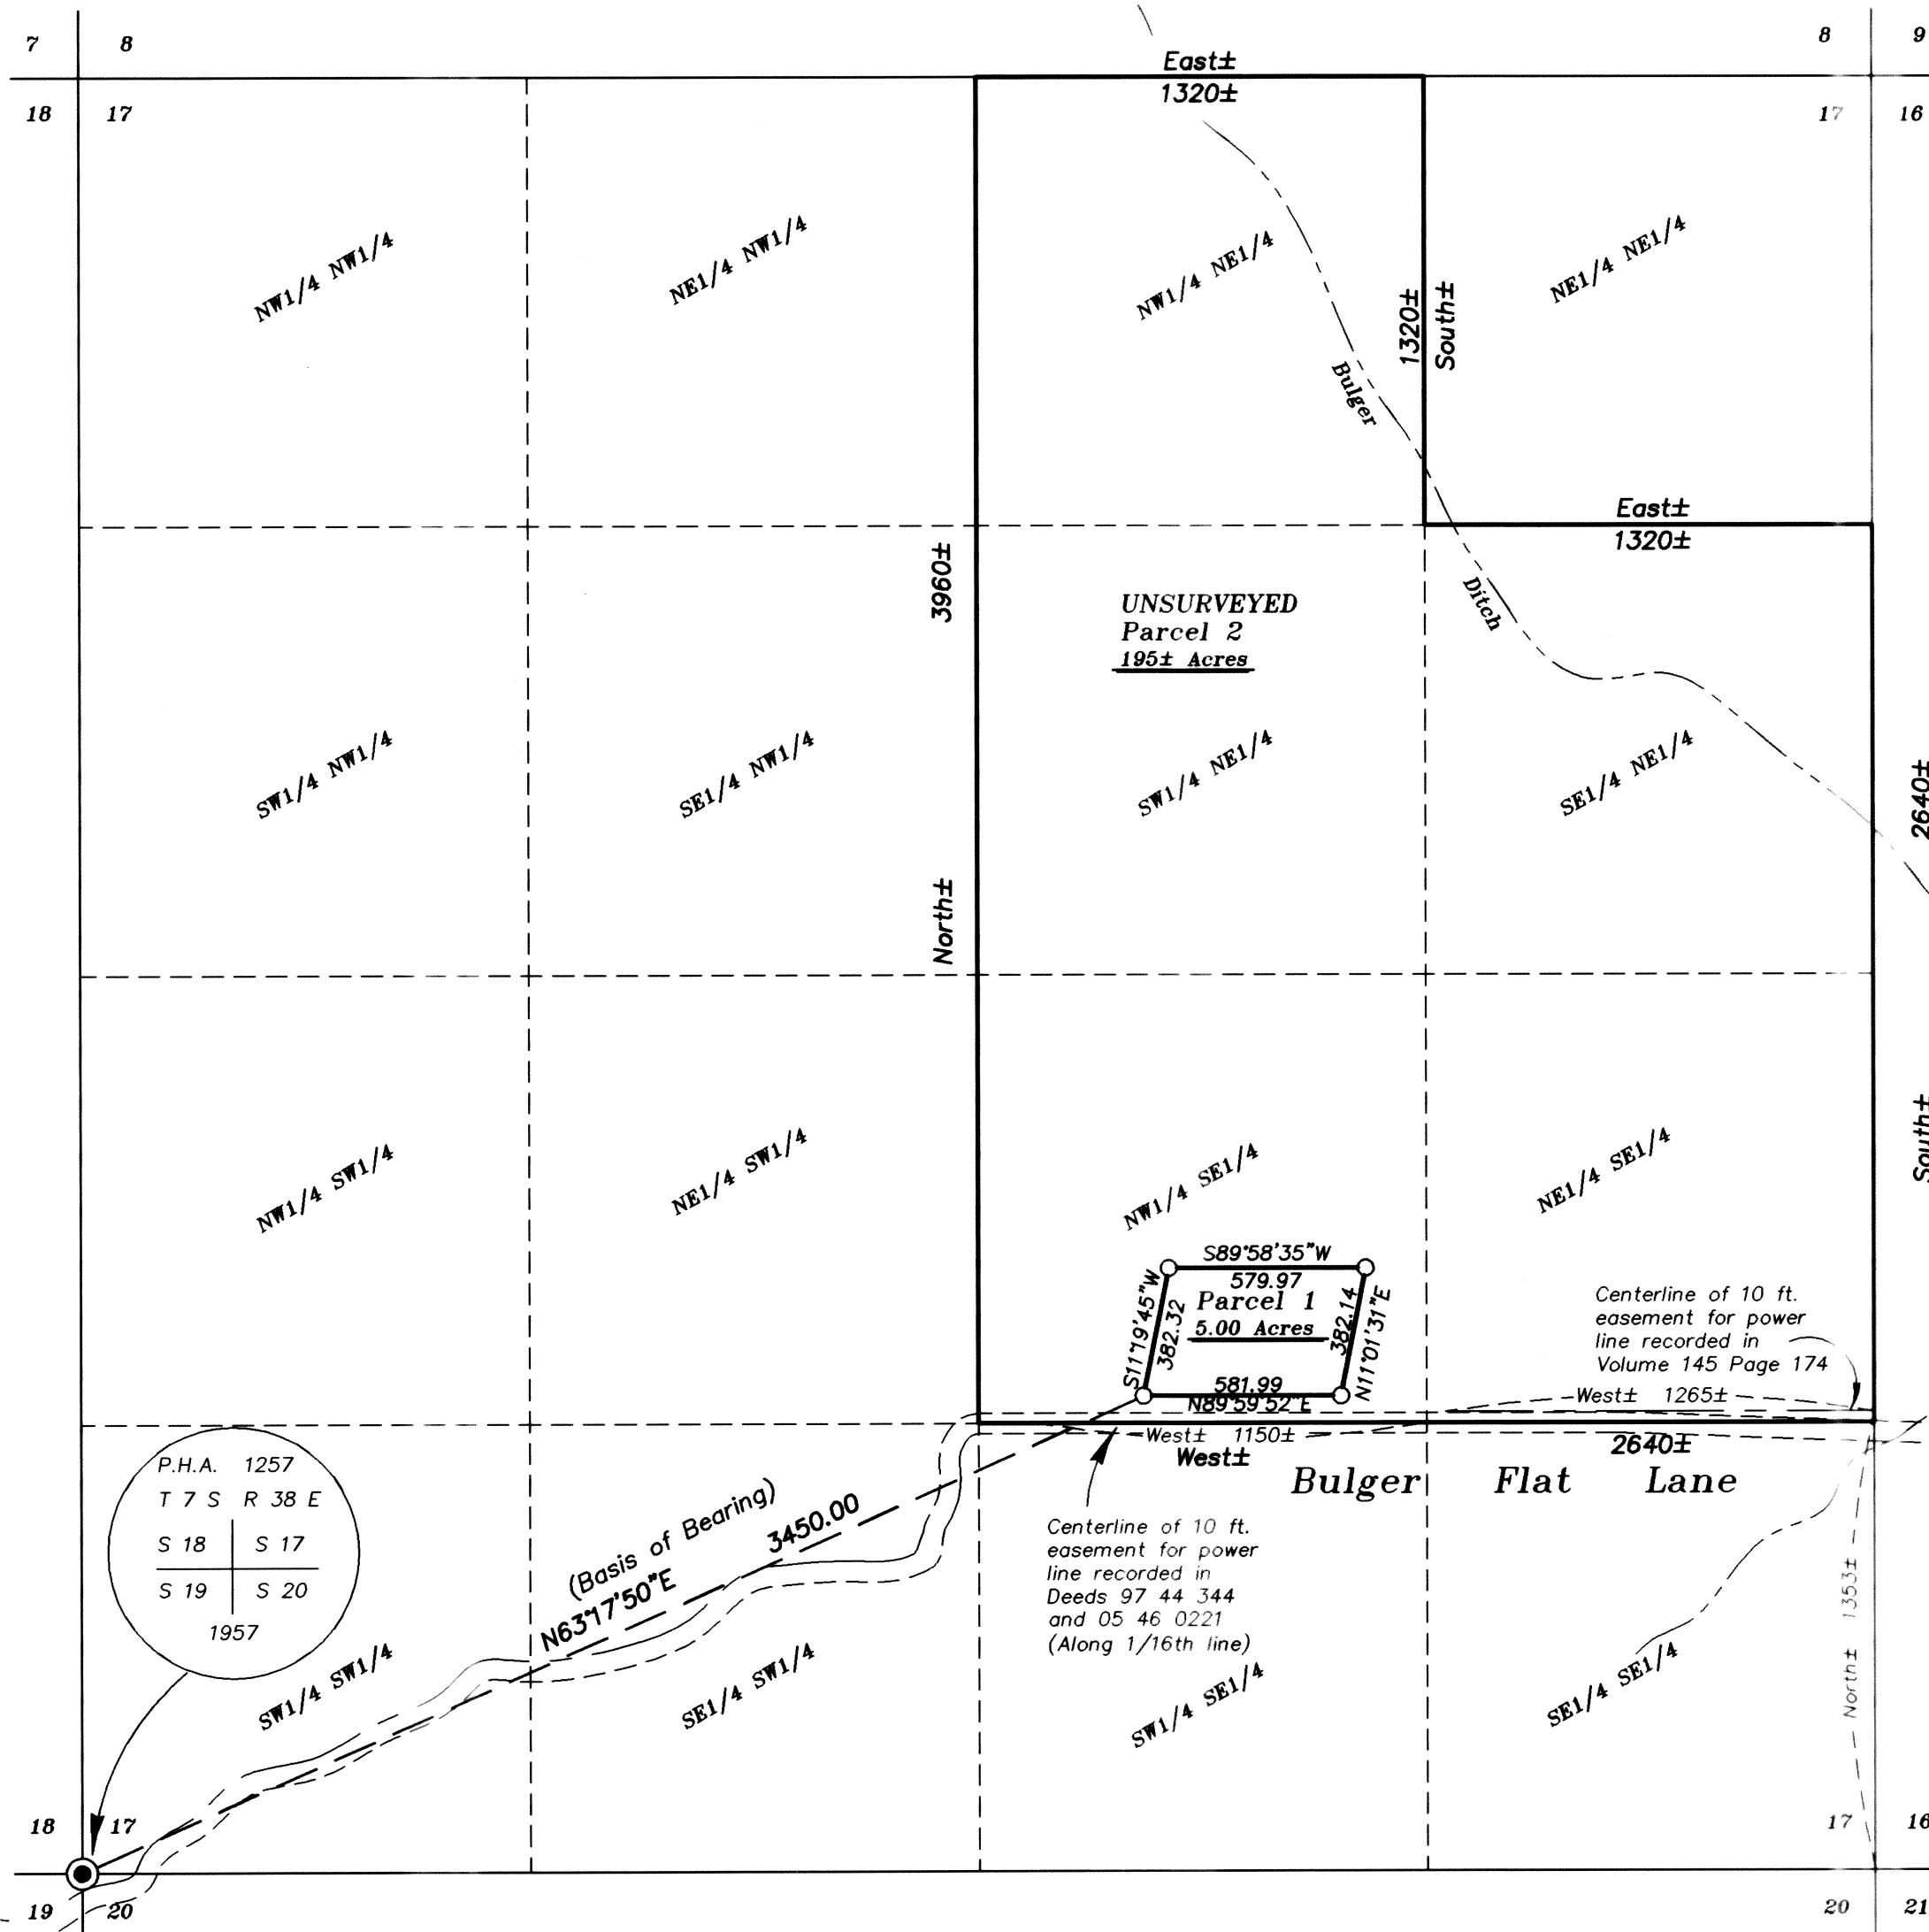 7 8
8 9
18 17
17 16
East±
1320±
NW1/4 NW1/4
NE1/4 NW1/4
NW1/4 NE1/4
NE1/4 NE1/4
1320±
South±
Bulger
Ditch
East±
1320±
3960±
North±
UNSURVEYED
Parcel 2
195± Acres
SW1/4 NW1/4
SE1/4 NW1/4
SW1/4 NE1/4
SE1/4 NE1/4
2640±
South±
NW1/4 SW1/4
NE1/4 SW1/4
NW1/4 SE1/4
NE1/4 SE1/4
S89°58'35"W
579.97
Parcel 1
5.00 Acres
S11°19'45"W
382.32
382.14
N11°01'31"E
581.99
N89°59'52"E
Centerline of 10 ft.
easement for power
line recorded in
Volume 145 Page 174
West± 1265±
West± 1150±
West±
2640±
Bulger Flat Lane
P.H.A. 1257
T 7 S R 38 E
S 18 S 17
S 19 S 20
1957
(Basis of Bearing)
N63°17'50"E
3450.00
Centerline of 10 ft.
easement for power
line recorded in
Deeds 97 44 344
and 05 46 0221
(Along 1/16th line)
North± 1353±
SW1/4 SW1/4
SE1/4 SW1/4
SW1/4 SE1/4
SE1/4 SE1/4
18 17
17 16
19 20
20 21